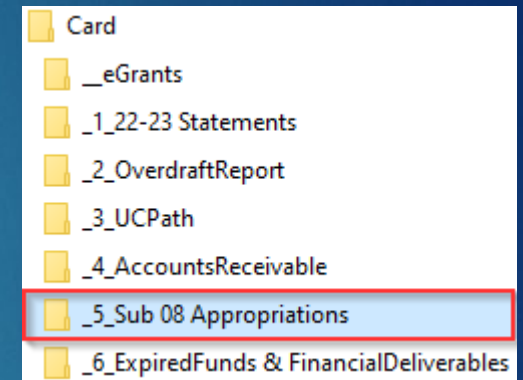 Card
__eGrants
_1_22-23 Statements
_2_OverdraftReport
_3_UCPath
_4_AccountsReceivable
_5_Sub 08 Appropriations
_6_ExpiredFunds & FinancialDeliverables